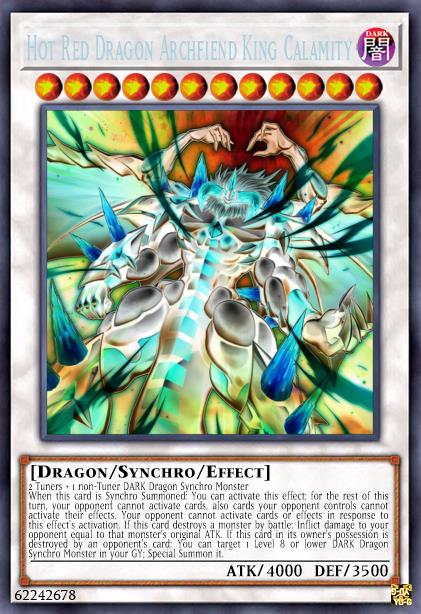 Hot Red Dragon Archfiend King Calamity
DARK
闇
[Dragon/Synchro/Effect]
2 Tuners + 1 non-Tuner DARK Dragon Synchro Monster
When this card is Synchro Summoned: You can activate this effect; for the rest of this
turn, your opponent cannot activate cards, also cards your opponent controls cannot
activate their effects. Your opponent cannot activate cards or effects in response to
this effect's activation. If this card destroys a monster by battle: Inflict damage to your
opponent equal to that monster's original ATK. If this card in its owner's possession is
destroyed by an opponent's card: You can target 1 Level 8 or lower DARK Dragon
Synchro Monster in your GY; Special Summon it.
ATK/4000 DEF/3500
62242678